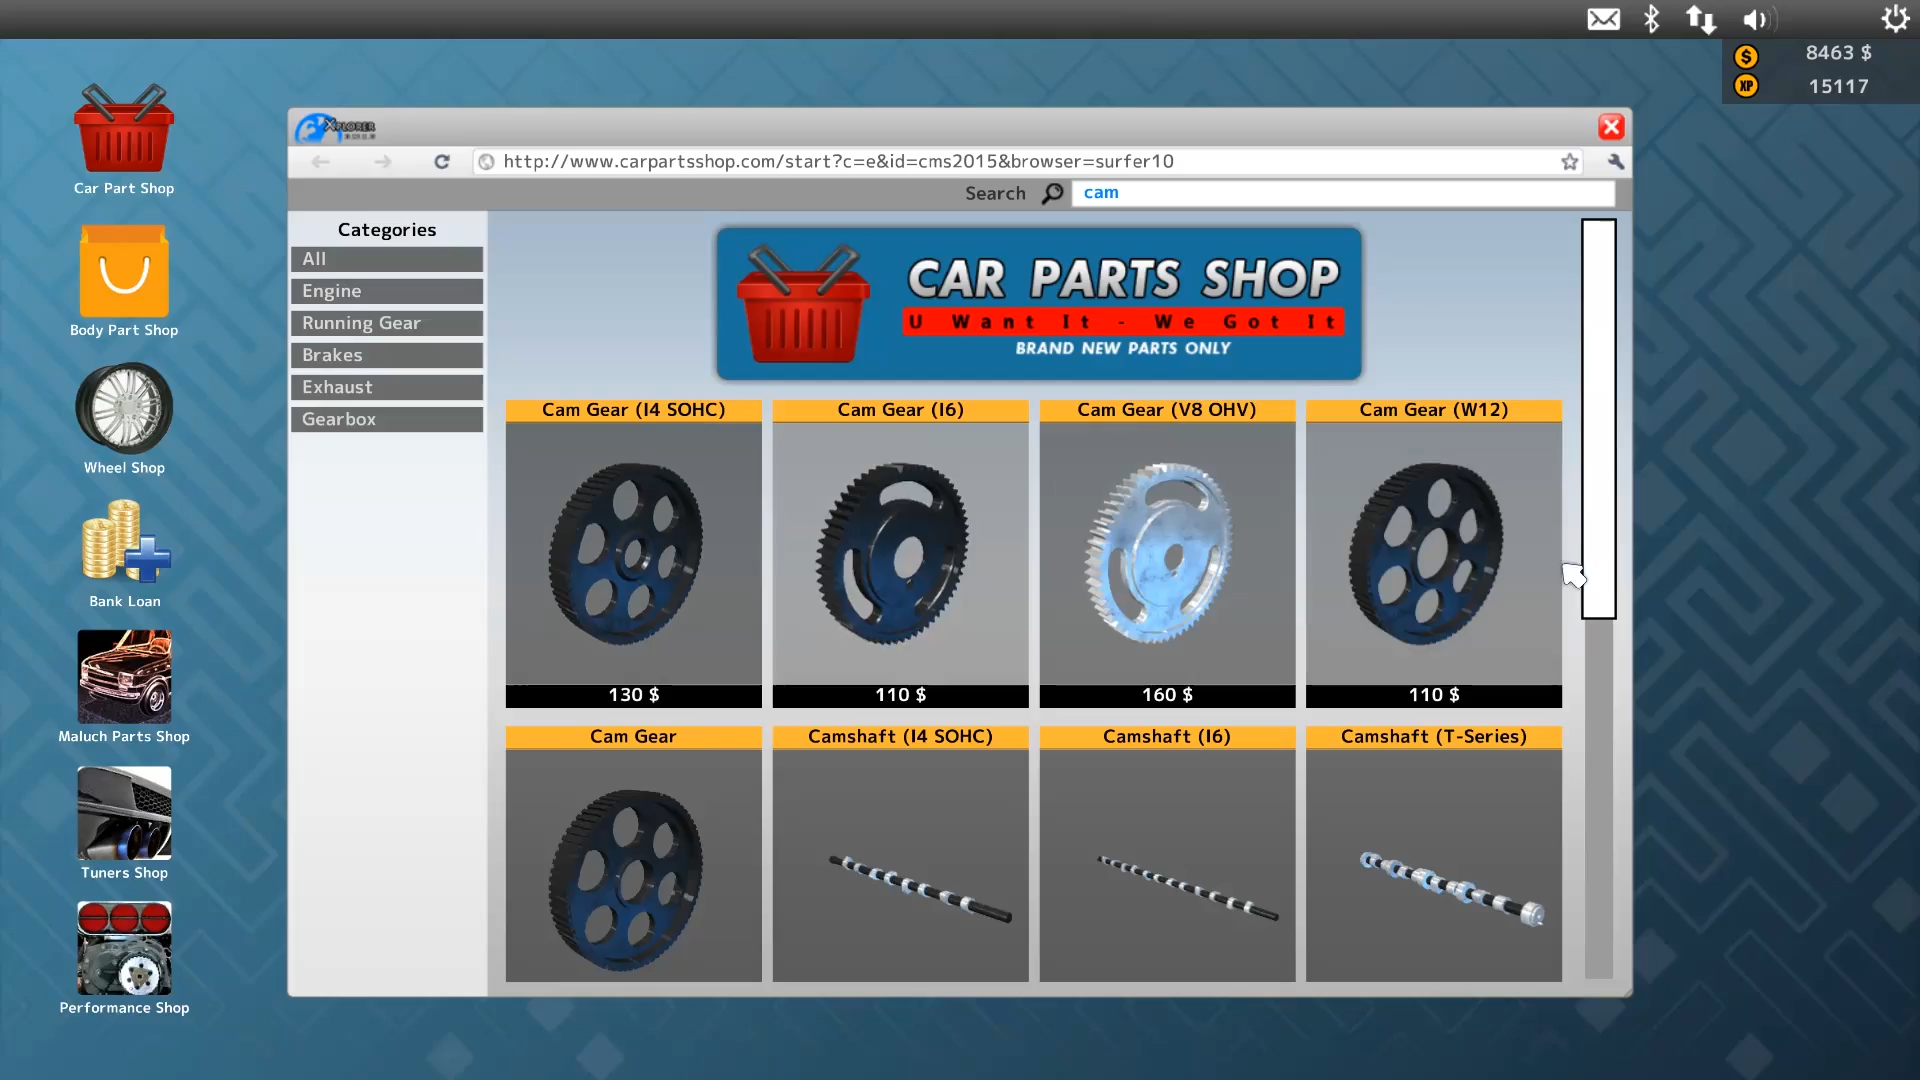 8463 $
XP 15117
Car Part Shop
Body Part Shop
Wheel Shop
Bank Loan
Maluch Parts Shop
Tuners Shop
Performance Shop
XPLORER
http://www.carpartsshop.com/start?c=e&id=cms2015&browser=surfer10
Search cam
Categories
All
Engine
Running Gear
Brakes
Exhaust
Gearbox
CAR PARTS SHOP
U Want It - We Got It
BRAND NEW PARTS ONLY
Cam Gear (I4 SOHC)
130 $
Cam Gear (I6)
110 $
Cam Gear (V8 OHV)
160 $
Cam Gear (W12)
110 $
Cam Gear
Camshaft (I4 SOHC)
Camshaft (I6)
Camshaft (T-Series)